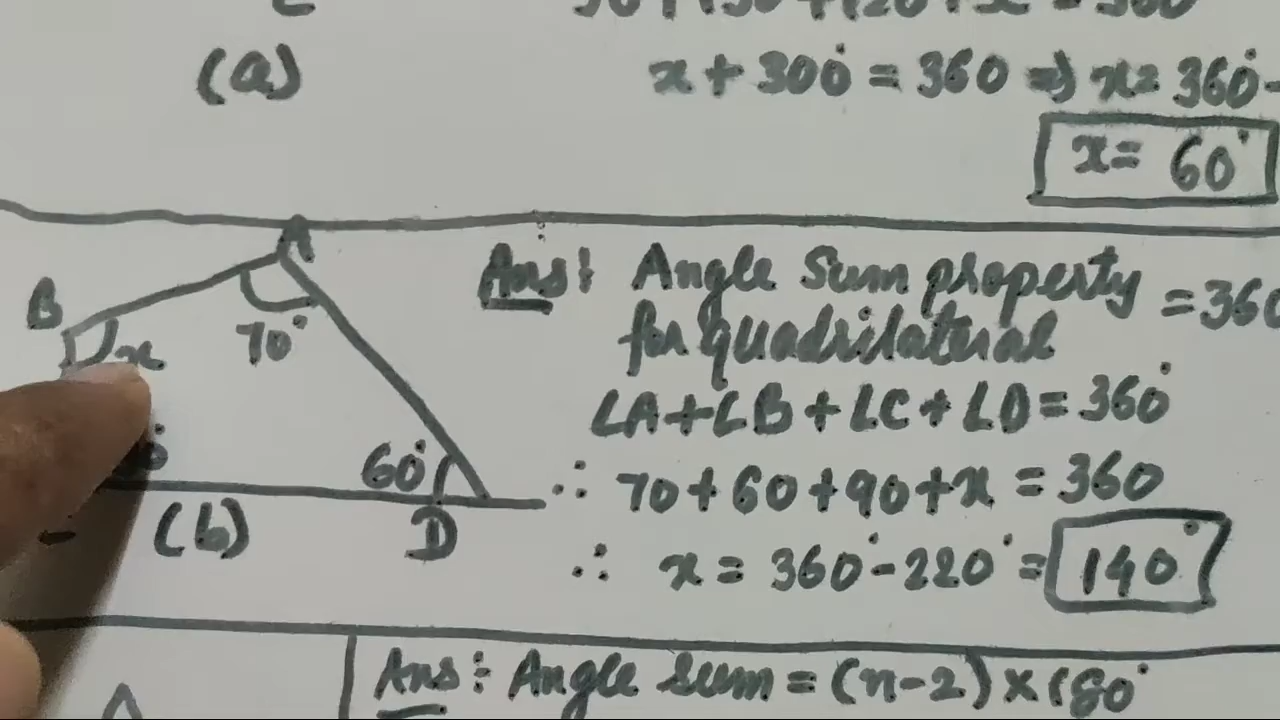 (a)
x + 300° = 360 ⇒ x = 360° -
x = 60°
A
B
x
70°
60°
D
(b)
Ans: Angle Sum property
for quadrilateral
= 360
∠A + ∠B + ∠C + ∠D = 360°
∴ 70 + 60 + 90 + x = 360
∴ x = 360° - 220° = 140°
Ans: Angle sum = (n-2) × 180°